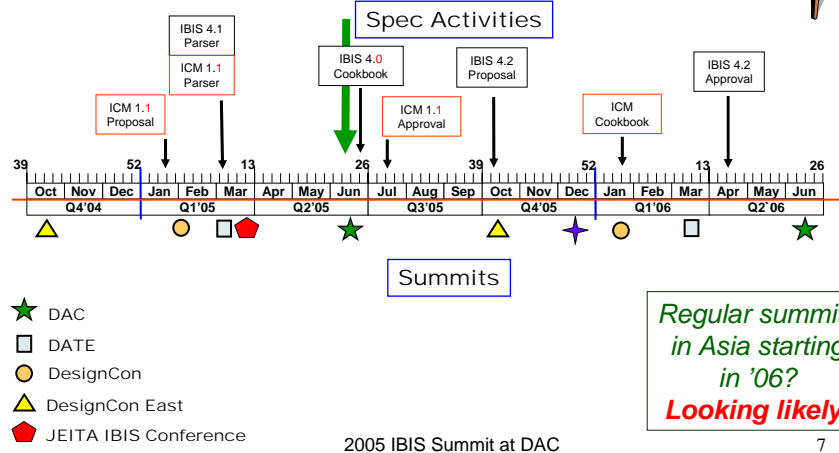 Spec Activities
IBIS 4.1
Parser
ICM 1.1
Parser
IBIS 4.0
Cookbook
IBIS 4.2
Proposal
IBIS 4.2
Approval
ICM 1.1
Proposal
ICM 1.1
Approval
ICM
Cookbook
39 52 13 26 39 52 13 26
Oct Nov Dec Jan Feb Mar Apr May Jun Jul Aug Sep Oct Nov Dec Jan Feb Mar Apr May Jun
Q4'04 Q1'05 Q2'05 Q3'05 Q4'05 Q1'06 Q2`06
Summits
DAC
DATE
DesignCon
DesignCon East
JEITA IBIS Conference
Regular summit
in Asia starting
in '06?
Looking likely
2005 IBIS Summit at DAC
7